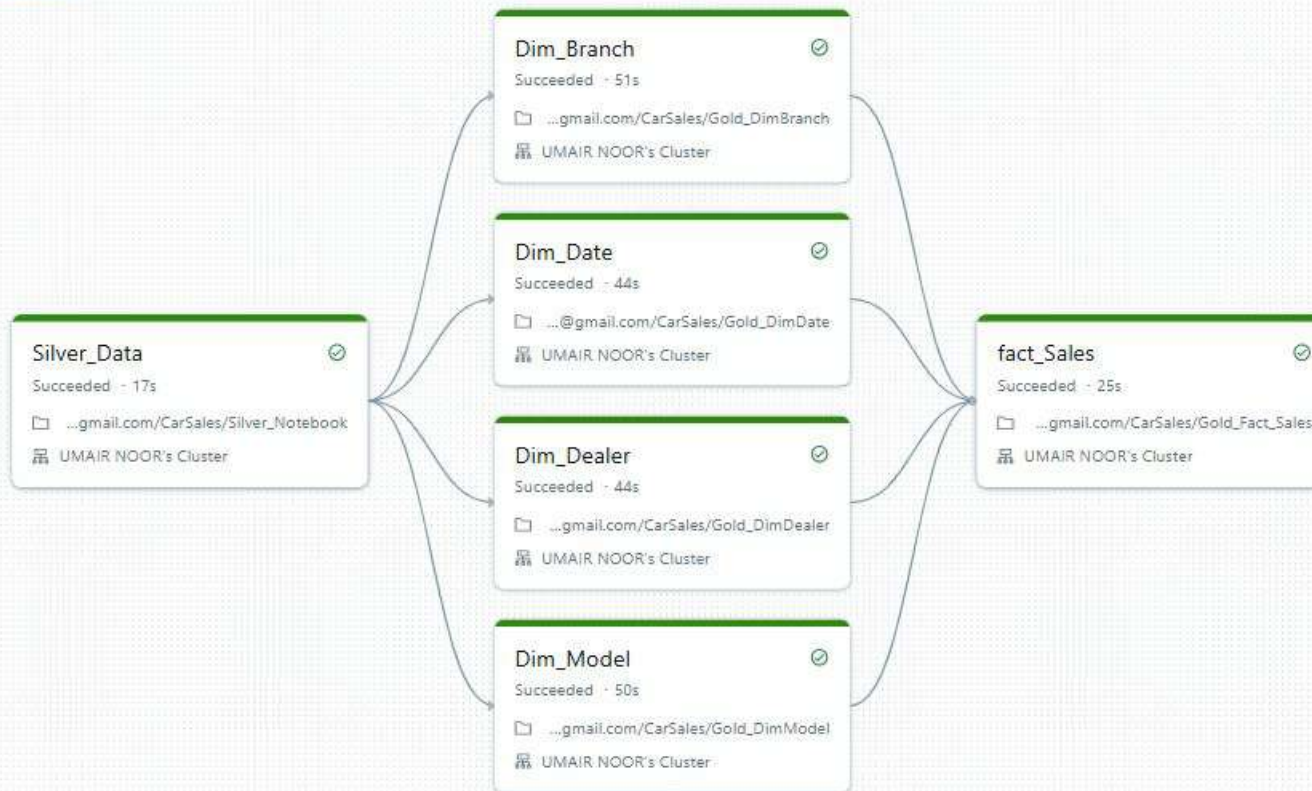 Silver_Data
Succeeded · 17s
...gmail.com/CarSales/Silver_Notebook
UMAIR NOOR's Cluster
Dim_Branch
Succeeded · 51s
...gmail.com/CarSales/Gold_DimBranch
UMAIR NOOR's Cluster
Dim_Date
Succeeded · 44s
...@gmail.com/CarSales/Gold_DimDate
UMAIR NOOR's Cluster
Dim_Dealer
Succeeded · 44s
...gmail.com/CarSales/Gold_DimDealer
UMAIR NOOR's Cluster
Dim_Model
Succeeded · 50s
...gmail.com/CarSales/Gold_DimModel
UMAIR NOOR's Cluster
fact_Sales
Succeeded · 25s
...gmail.com/CarSales/Gold_Fact_Sales
UMAIR NOOR's Cluster